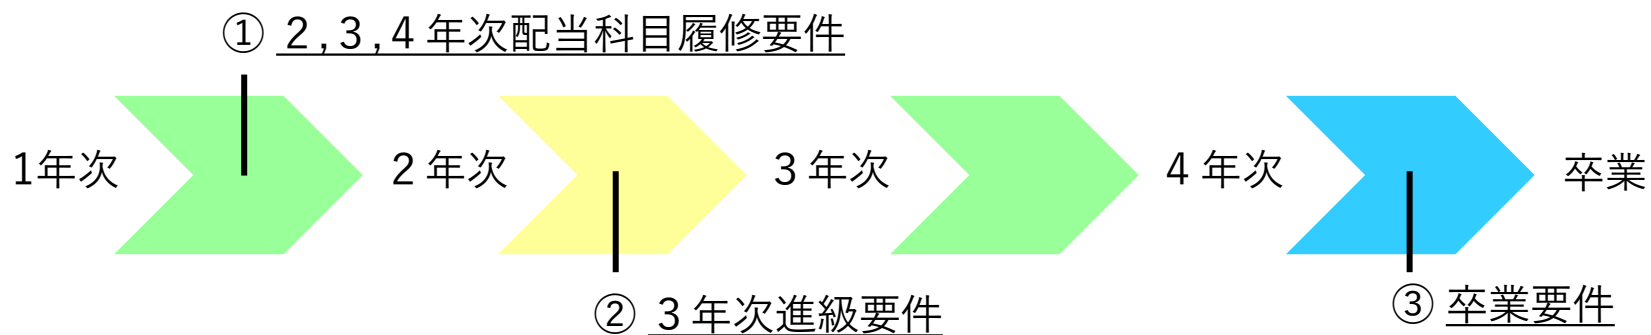 ① 2,3,4年次配当科目履修要件
1年次
2年次
3年次
4年次
卒業
② 3年次進級要件
③ 卒業要件